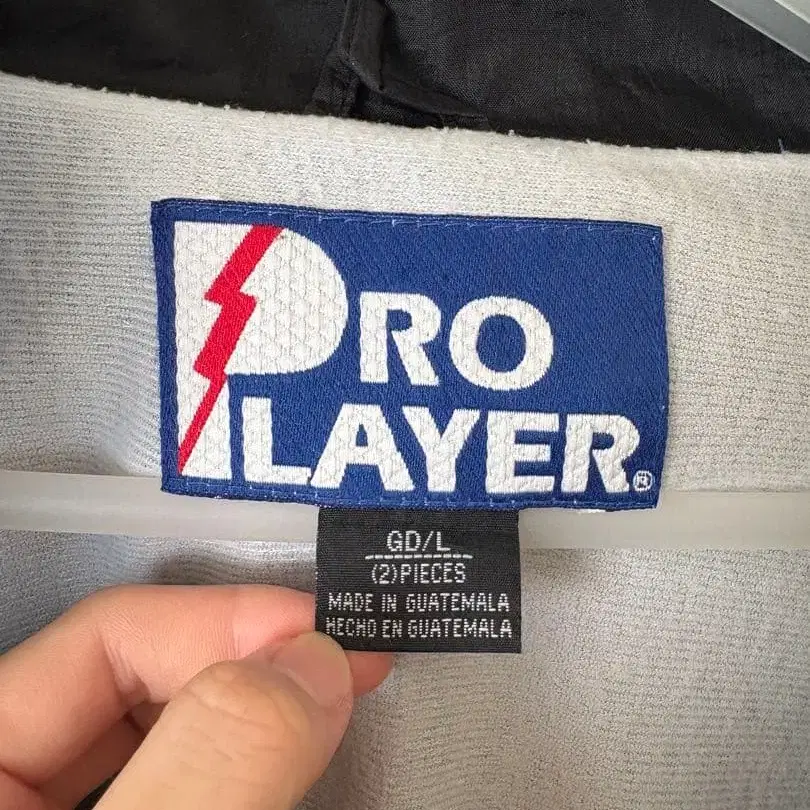 PRO
PLAYER®
GD/L
(2)PIECES
MADE IN GUATEMALA
HECHO EN GUATEMALA